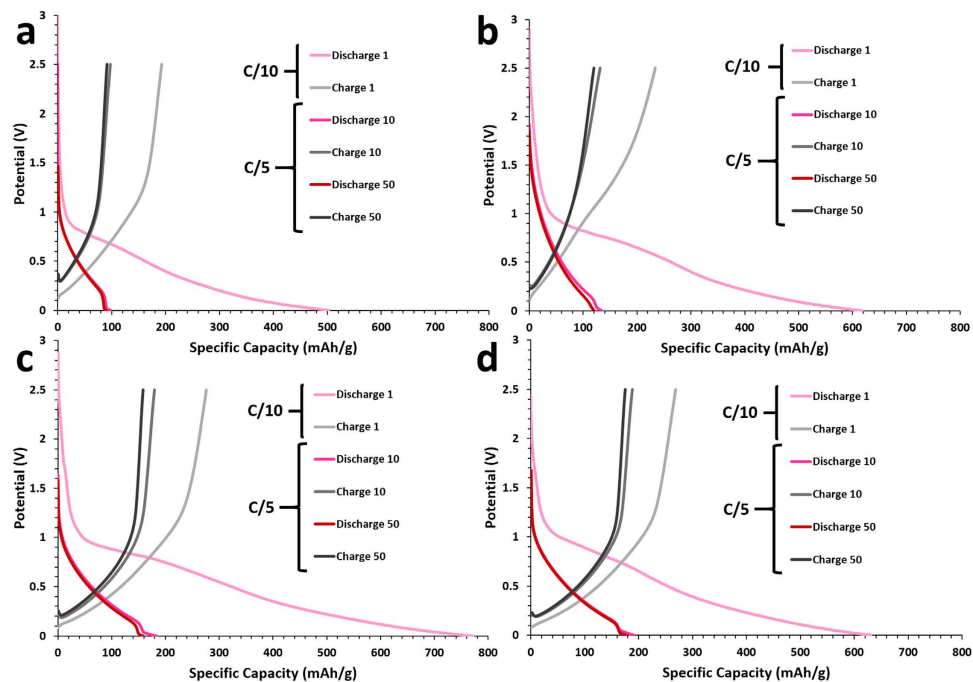 a
3
2.5
2
1.5
1
0.5
0
Potential (V)
0 100 200 300 400 500 600 700 800
Specific Capacity (mAh/g)
C/10
Discharge 1
Charge 1
C/5
Discharge 10
Charge 10
Discharge 50
Charge 50
b
3
2.5
2
1.5
1
0.5
0
Potential (V)
0 100 200 300 400 500 600 700 800
Specific Capacity (mAh/g)
C/10
Discharge 1
Charge 1
C/5
Discharge 10
Charge 10
Discharge 50
Charge 50
c
3
2.5
2
1.5
1
0.5
0
Potential (V)
0 100 200 300 400 500 600 700 800
Specific Capacity (mAh/g)
C/10
Discharge 1
Charge 1
C/5
Discharge 10
Charge 10
Discharge 50
Charge 50
d
3
2.5
2
1.5
1
0.5
0
Potential (V)
0 100 200 300 400 500 600 700 800
Specific Capacity (mAh/g)
C/10
Discharge 1
Charge 1
C/5
Discharge 10
Charge 10
Discharge 50
Charge 50